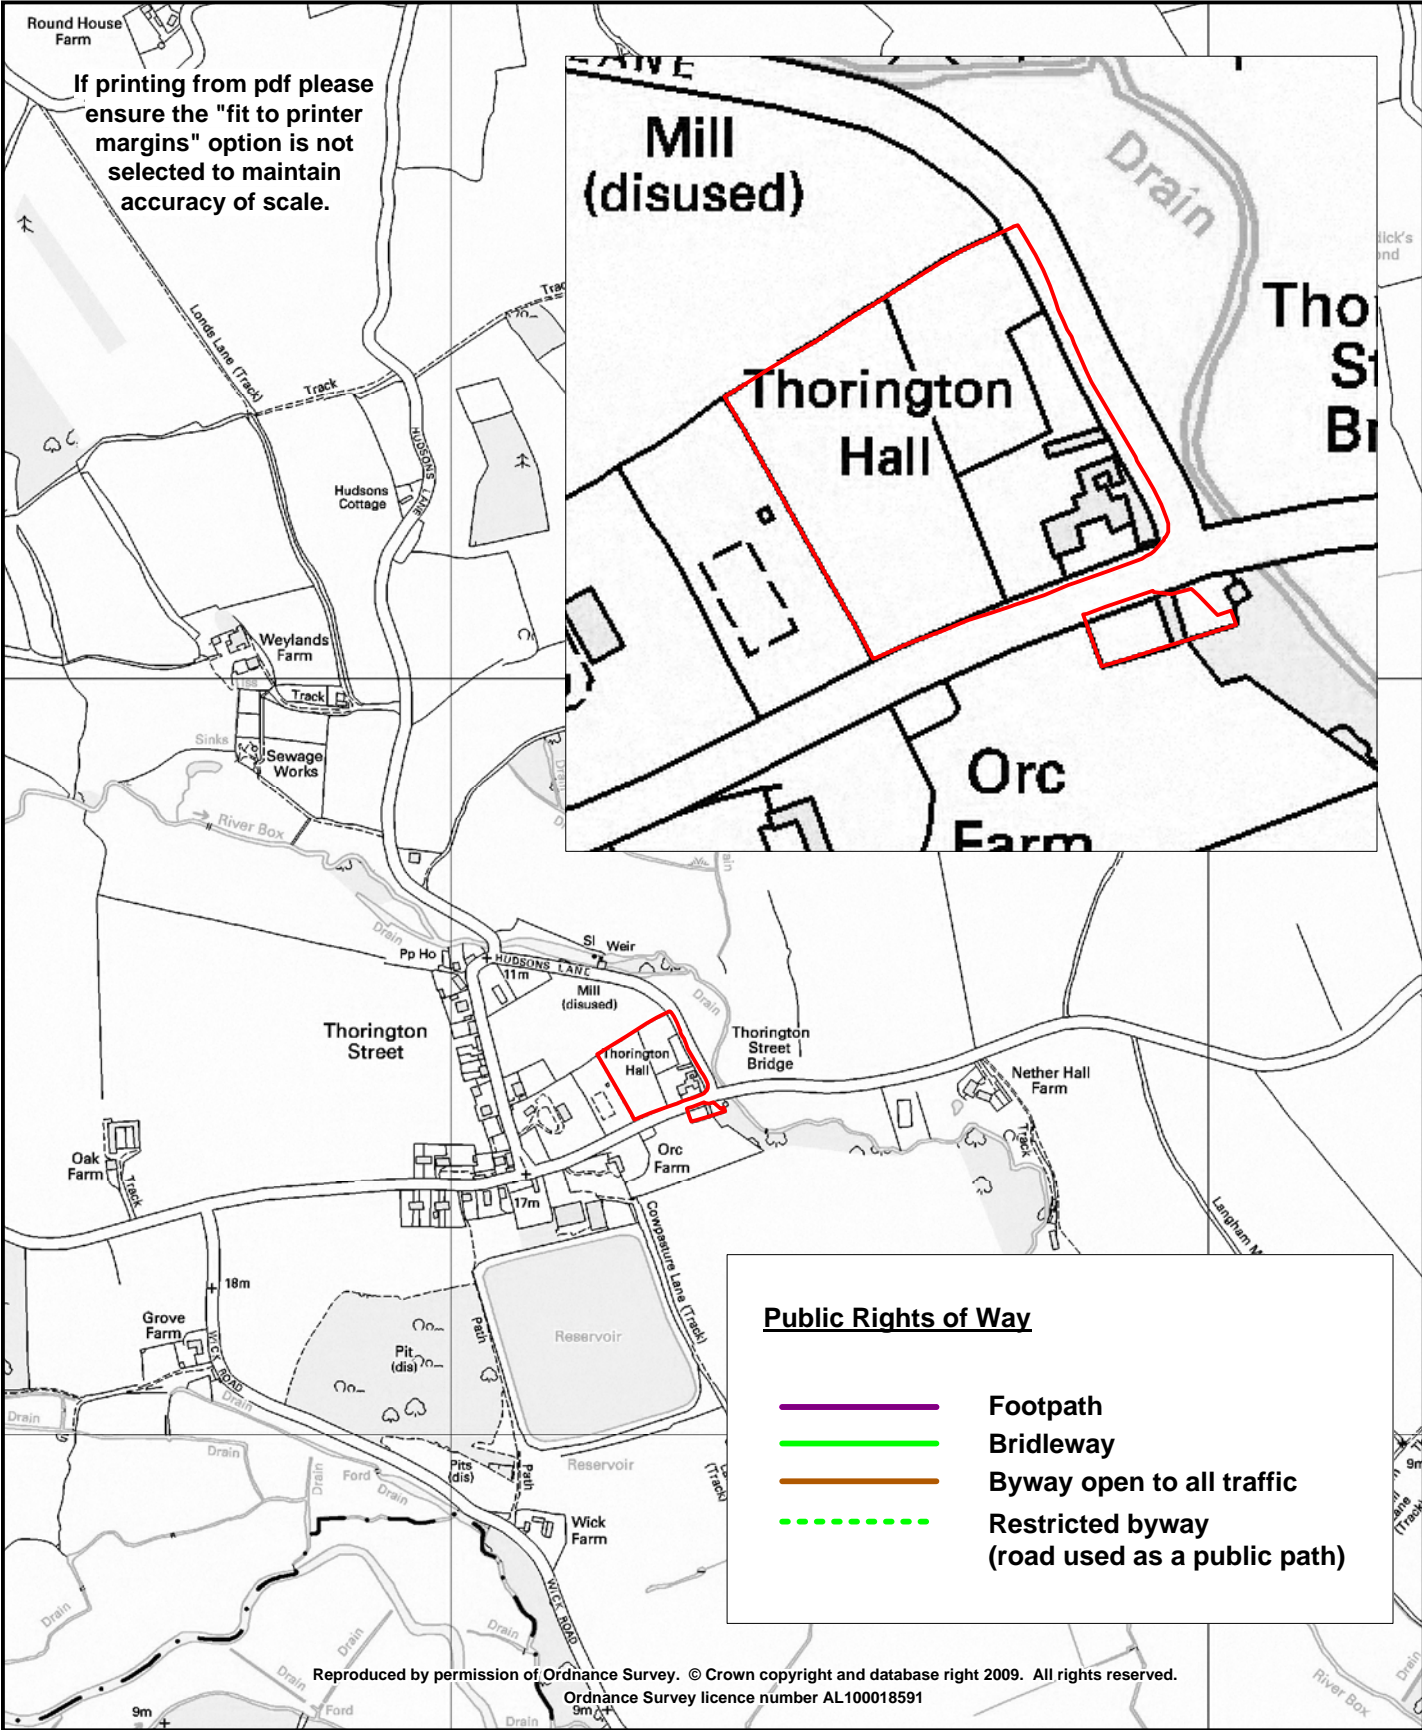 Round House
Farm
If printing from pdf please
ensure the "fit to printer
margins" option is not
selected to maintain
accuracy of scale.
LANE
Mill
(disused)
Drain
Thorington
Hall
Orc
Farm
Londs Lane (Track)
Track
HUDSONS LANE
Hudsons
Cottage
Weylands
Farm
Track
Sinks
Sewage
Works
River Box
Drain
Pp Ho
HUDSONS LANE
11m
Sl
Weir
Mill
(disused)
Drain
Thorington
Street
Thorington
Hall
Thorington
Street
Bridge
Nether Hall
Farm
Track
Oak
Farm
Track
Orc
Farm
17m
Cowpasture Lane (Track)
18m
Grove
Farm
WICK ROAD
Drain
Drain
Pit
(dis)
Path
Reservoir
Reservoir
Pits
(dis)
Path
(Track)
Drain
Drain
Ford
Drain
Wick
Farm
WICK ROAD
Drain
Drain
Drain
Drain
Ford
9m
9m
Drain
Drain
River Box
9m
Public Rights of Way
Footpath
Bridleway
Byway open to all traffic
Restricted byway
(road used as a public path)
Reproduced by permission of Ordnance Survey. © Crown copyright and database right 2009. All rights reserved.
Ordnance Survey licence number AL100018591